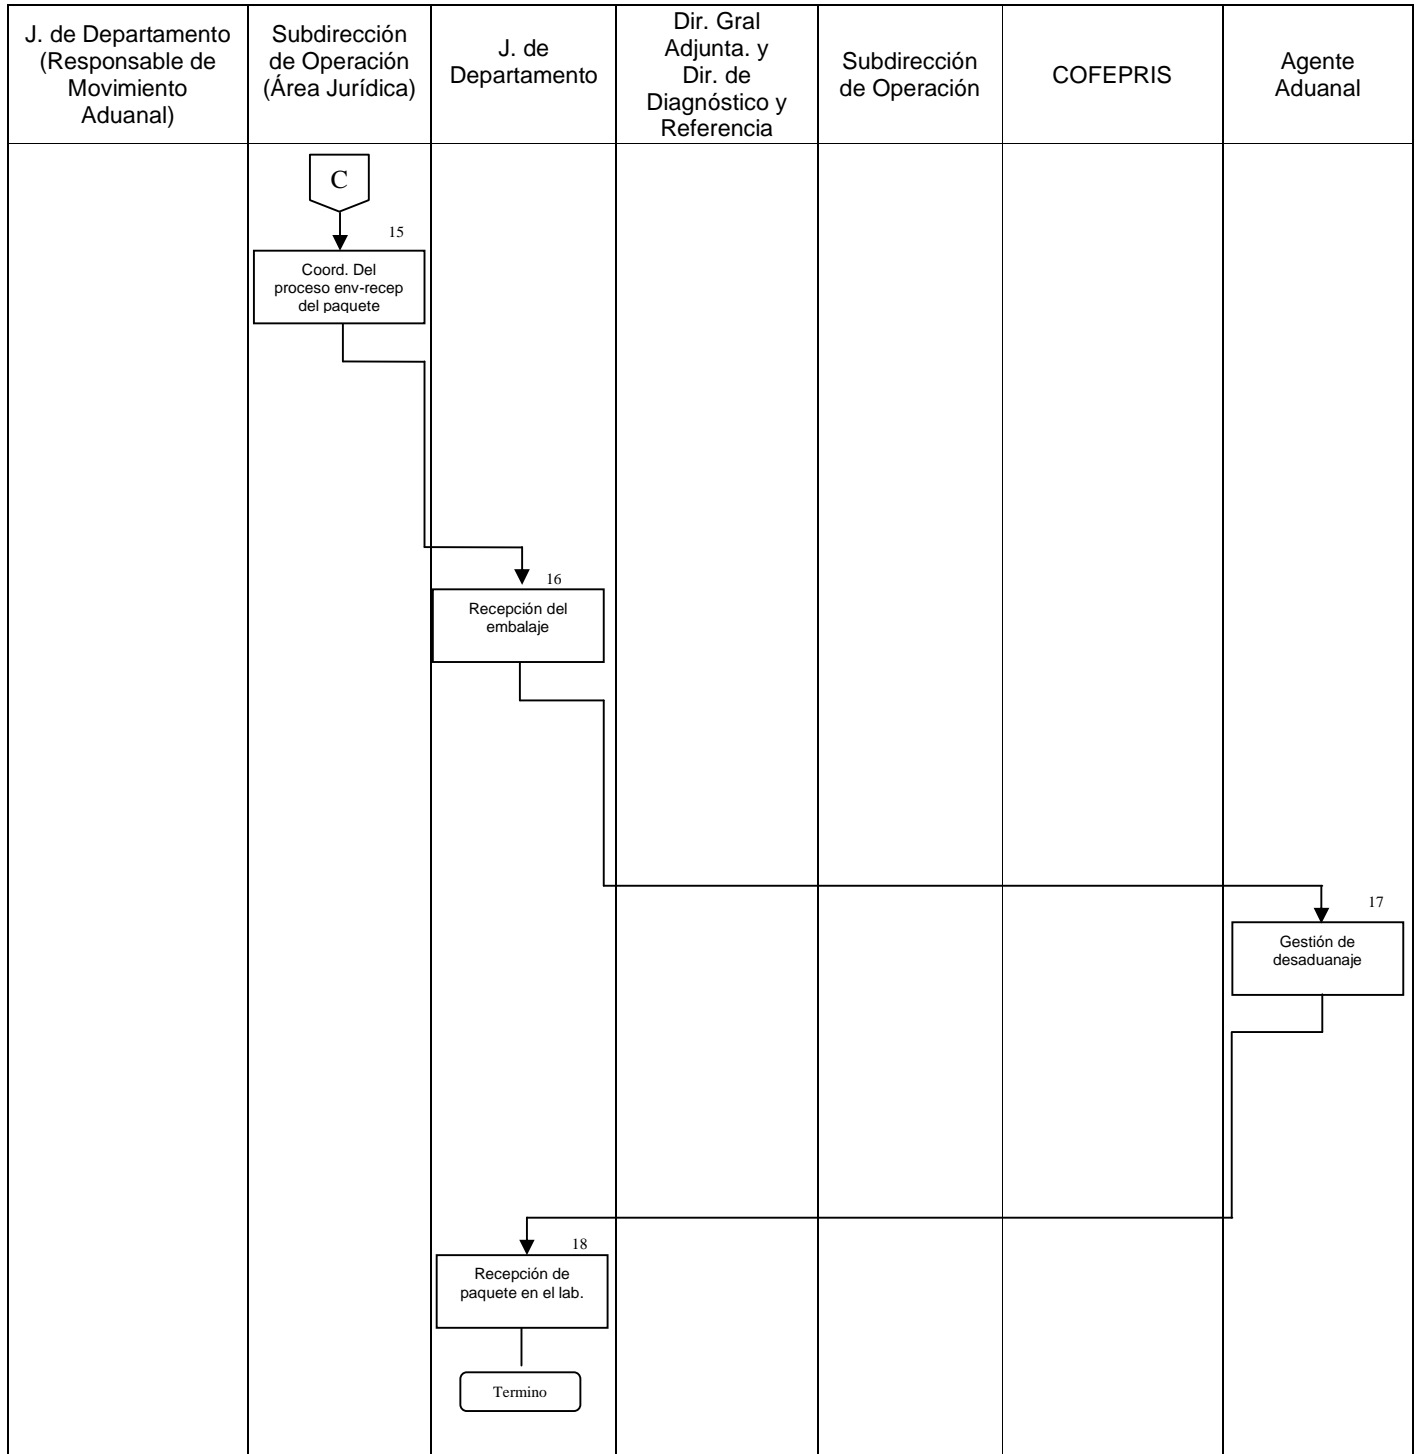 J. de Departamento
(Responsable de
Movimiento
Aduanal)
Subdirección
de Operación
(Área Jurídica)
J. de
Departamento
Dir. Gral
Adjunta. y
Dir. de
Diagnóstico y
Referencia
Subdirección
de Operación
COFEPRIS
Agente
Aduanal
C
15
Coord. Del
proceso env-recep
del paquete
16
Recepción del
embalaje
17
Gestión de
desaduanaje
18
Recepción de
paquete en el lab.
Termino